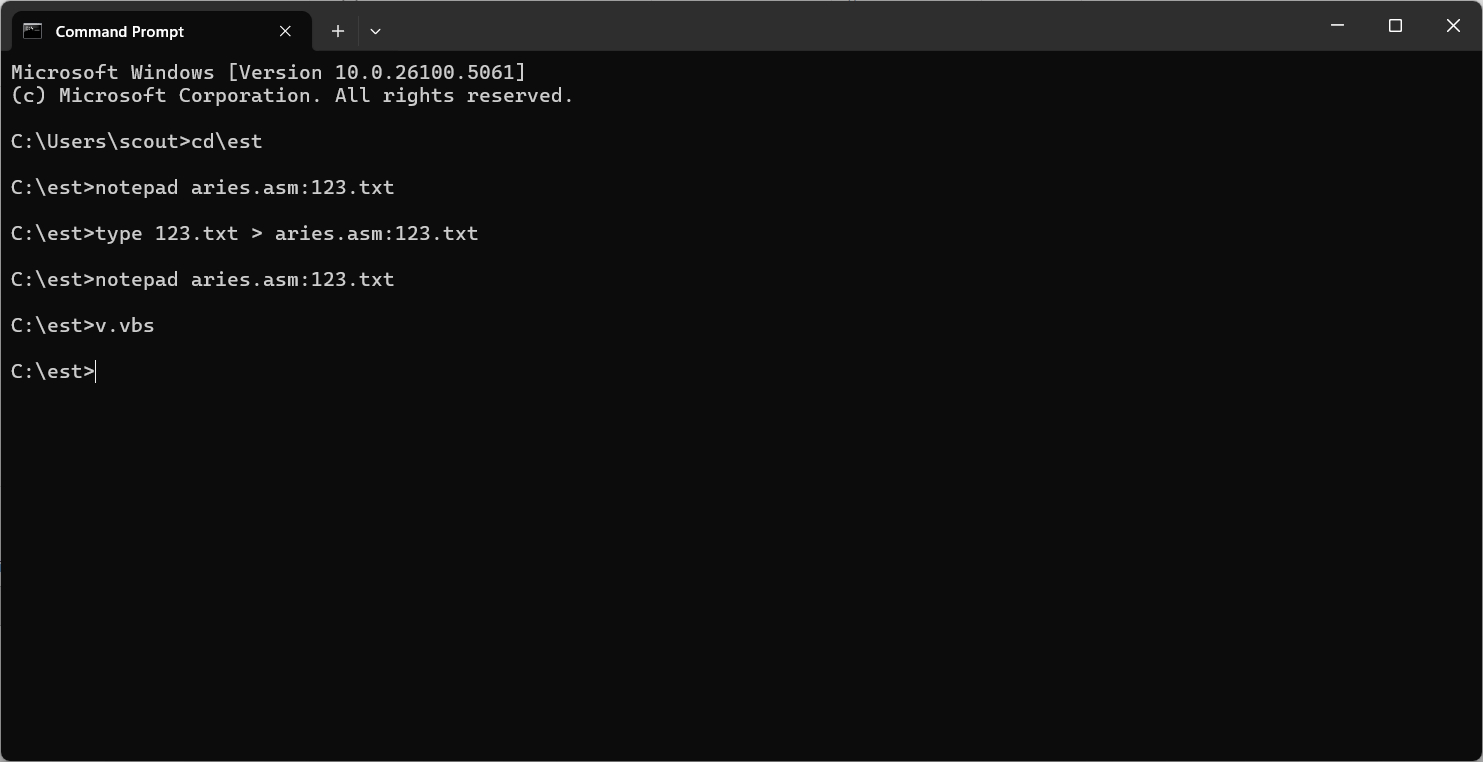 Command Prompt
Microsoft Windows [Version 10.0.26100.5061]
(c) Microsoft Corporation. All rights reserved.
C:\Users\scout>cd\est
C:\est>notepad aries.asm:123.txt
C:\est>type 123.txt > aries.asm:123.txt
C:\est>notepad aries.asm:123.txt
C:\est>v.vbs
C:\est>